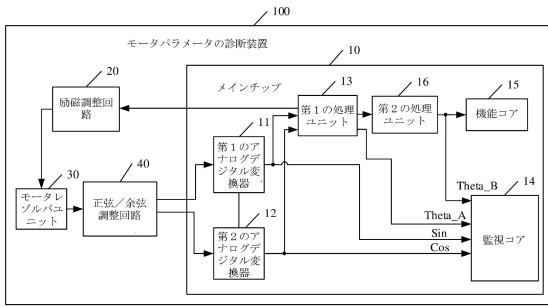 100
モータパラメータの診断装置
10
20
励磁調整回
路
メインチップ
13
第1の処理
ユニット
16
第2の処理
ユニット
15
機能コア
11
第1のア
ナログデ
ジタル変
換器
30
モータレ
ゾルバユ
ニット
40
正弦／余弦
調整回路
12
第2のアナ
ログデジ
タル変換
器
Theta_B
14
Theta_A
Sin
Cos
監視コア